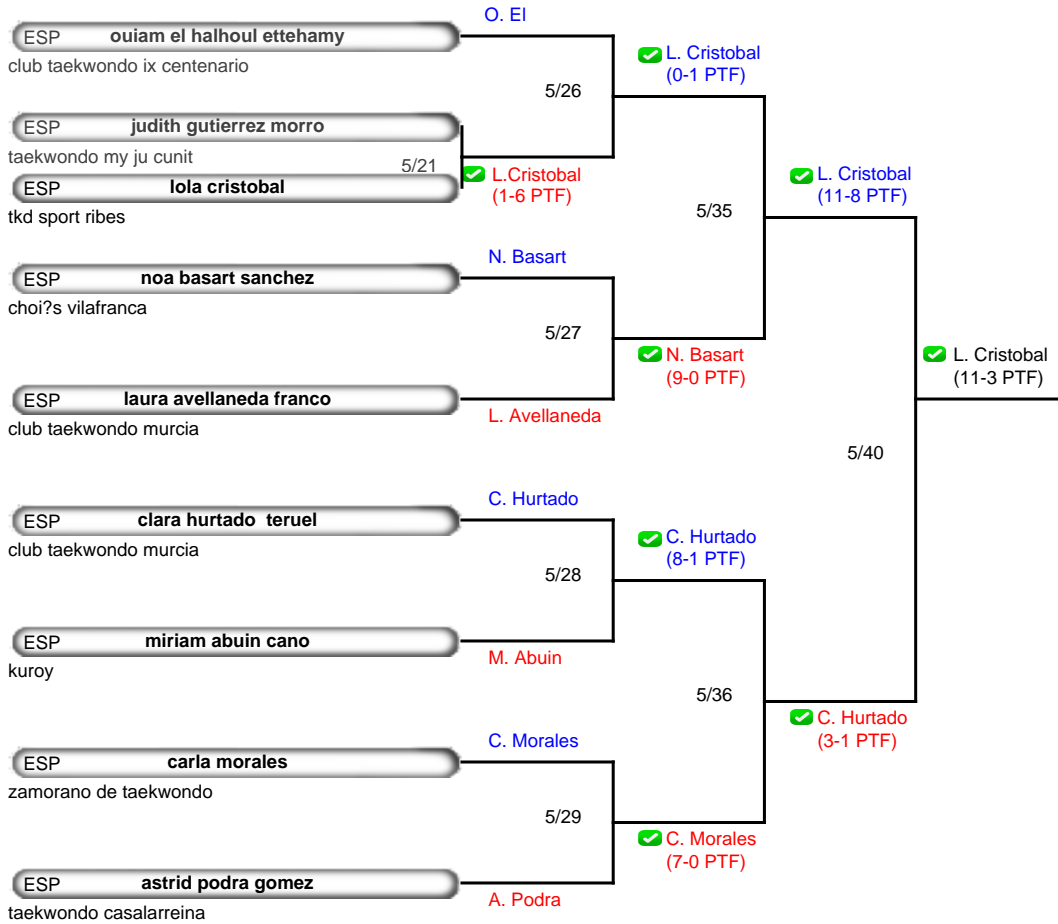 O. El
ESP ouiam el halhoul ettehamy
club taekwondo ix centenario
L. Cristobal
(0-1 PTF)
5/26
ESP judith gutierrez morro
taekwondo my ju cunit
5/21
L.Cristobal
(1-6 PTF)
ESP lola cristobal
tkd sport ribes
L. Cristobal
(11-8 PTF)
5/35
N. Basart
ESP noa basart sanchez
choi?s vilafranca
5/27
N. Basart
(9-0 PTF)
L. Cristobal
(11-3 PTF)
ESP laura avellaneda franco
club taekwondo murcia
L. Avellaneda
5/40
C. Hurtado
ESP clara hurtado  teruel
club taekwondo murcia
C. Hurtado
(8-1 PTF)
5/28
ESP miriam abuin cano
kuroy
M. Abuin
5/36
C. Hurtado
(3-1 PTF)
C. Morales
ESP carla morales
zamorano de taekwondo
5/29
C. Morales
(7-0 PTF)
ESP astrid podra gomez
taekwondo casalarreina
A. Podra